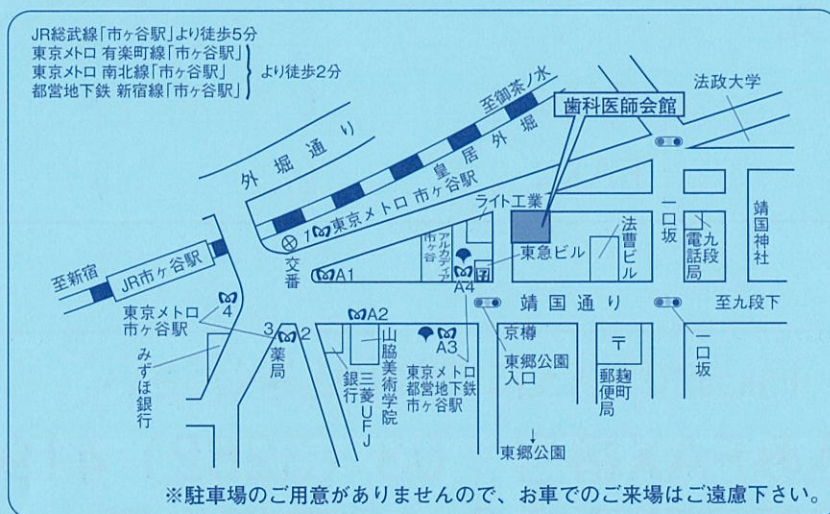 JR総武線「市ヶ谷駅」より徒歩5分
東京メトロ 有楽町線「市ヶ谷駅」
東京メトロ 南北線「市ヶ谷駅」
都営地下鉄 新宿線「市ヶ谷駅」
より徒歩2分
至御茶ノ水
歯科医師会館
法政大学
外堀通り
皇居外堀
東京メトロ 市ヶ谷駅
1
交番
ライト工業
アルカディア市ヶ谷
A1
A4
東急ビル
法曹ビル
一口坂
九段電話局
靖国神社
至新宿
JR市ヶ谷駅
東京メトロ
市ヶ谷駅
4
3
2
薬局
みずほ銀行
A2
靖国通り
至九段下
三菱UFJ銀行
山脇美術学院
A3
東京メトロ
都営地下鉄
市ヶ谷駅
京樽
東郷公園
入口
〒
麹町郵便局
一口坂
↓
東郷公園
※駐車場のご用意がありませんので、お車でのご来場はご遠慮下さい。